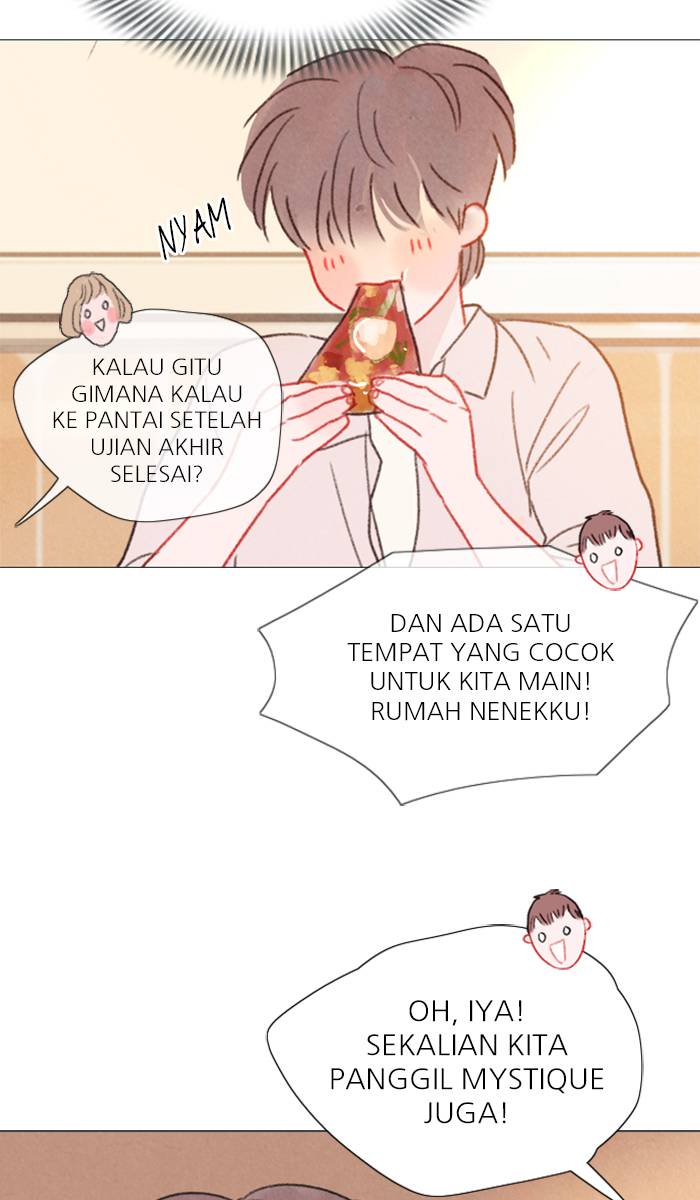 NYAM
KALAU GITU
GIMANA KALAU
KE PANTAI SETELAH
UJIAN AKHIR
SELESAI?
DAN ADA SATU
TEMPAT YANG COCOK
UNTUK KITA MAIN!
RUMAH NENEKKU!
OH, IYA!
SEKALIAN KITA
PANGGIL MYSTIQUE
JUGA!